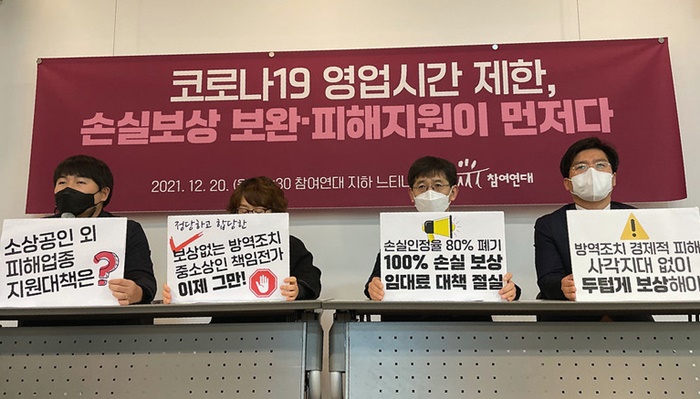 코로나19 영업시간 제한,
손실보상 보완·피해지원이 먼저다
2021. 12. 20. 30 참여연대 지하 느티나
참여연대
소상공인 외
피해업종
지원대책은?
정당하고 합당한
보상없는 방역조치
중소상인 책임전가
이제 그만!
손실인정률 80% 폐기
100% 손실 보상
임대료 대책 절실
방역조치 경제적 피해
사각지대 없이
두텁게 보상해야